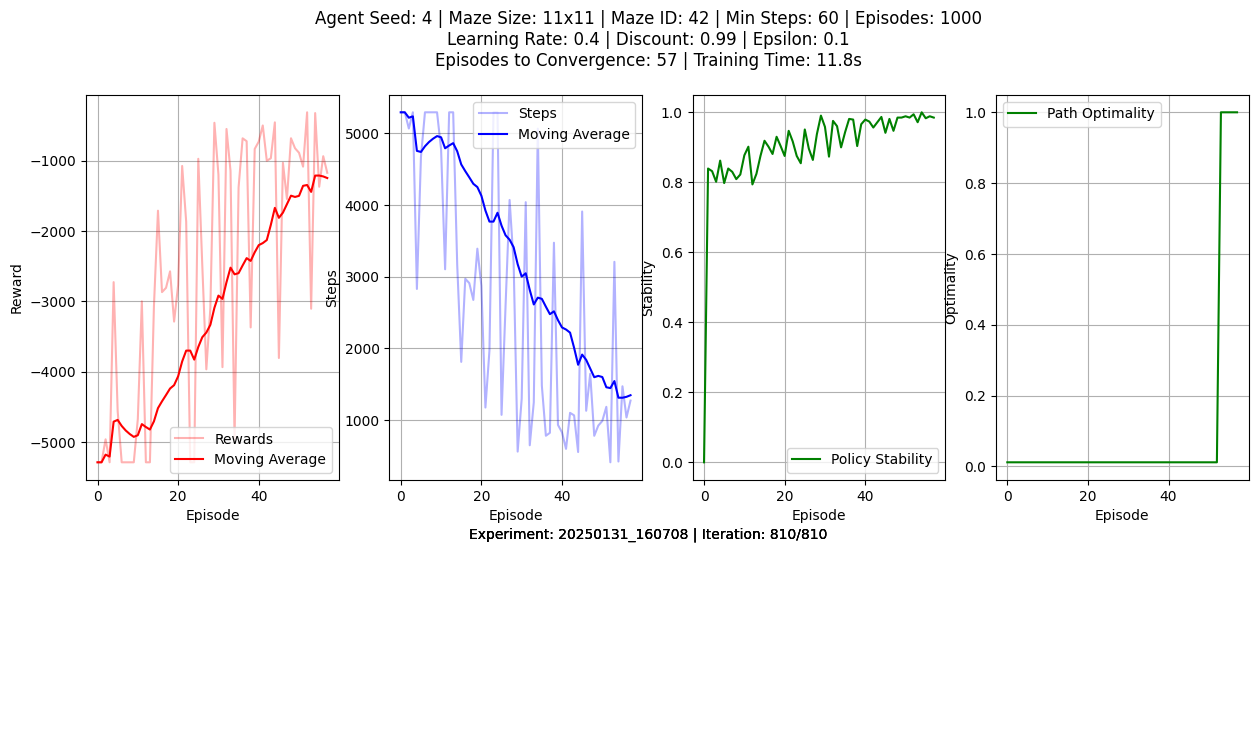 Agent Seed: 4 | Maze Size: 11x11 | Maze ID: 42 | Min Steps: 60 | Episodes: 1000
Learning Rate: 0.4 | Discount: 0.99 | Epsilon: 0.1
Episodes to Convergence: 57 | Training Time: 11.8s
Reward
−1000
−2000
−3000
−4000
−5000
0
20
40
Episode
Rewards
Moving Average
Steps
5000
4000
3000
2000
1000
0
20
40
Episode
Steps
Moving Average
Stability
1.0
0.8
0.6
0.4
0.2
0.0
0
20
40
Policy Stability
Optimality
1.0
0.8
0.6
0.4
0.2
0.0
0
20
40
Episode
Path Optimality
Experiment: 20250131_160708 | Iteration: 810/810